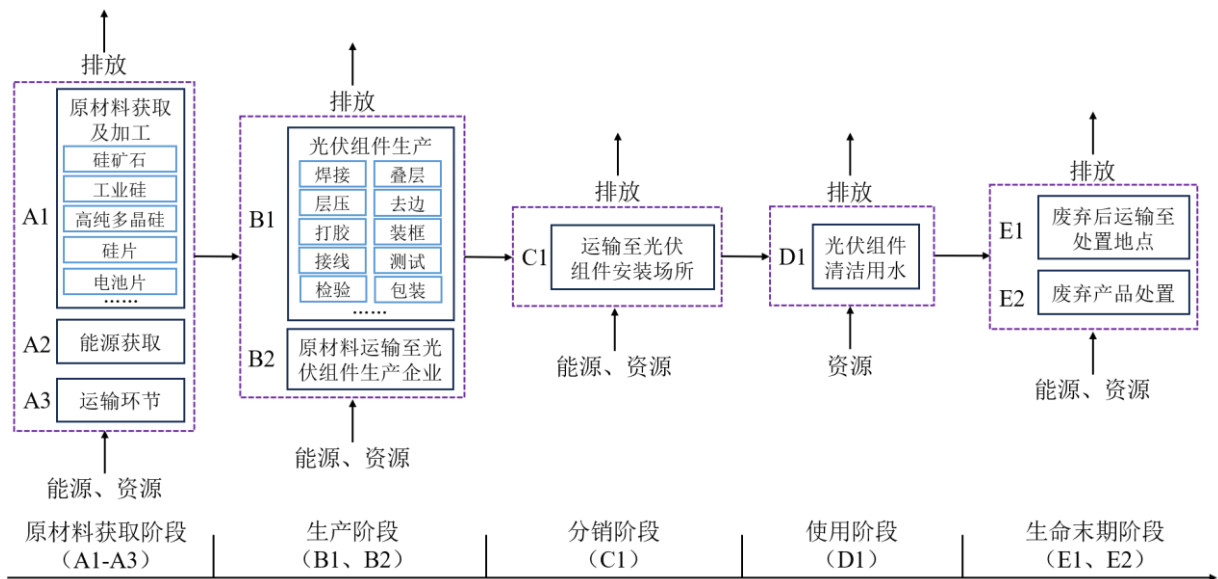 排放
A1
原材料获取
及加工
硅矿石
工业硅
高纯多晶硅
硅片
电池片
……
A2
能源获取
A3
运输环节
能源、资源
排放
B1
光伏组件生产
焊接
叠层
层压
去边
打胶
装框
接线
测试
检验
包装
……
B2
原材料运输至光
伏组件生产企业
能源、资源
排放
C1
运输至光伏
组件安装场所
能源、资源
排放
D1
光伏组件
清洁用水
资源
排放
E1
废弃后运输至
处置地点
E2
废弃产品处置
能源、资源
原材料获取阶段
（A1-A3）
生产阶段
（B1、B2）
分销阶段
（C1）
使用阶段
（D1）
生命末期阶段
（E1、E2）